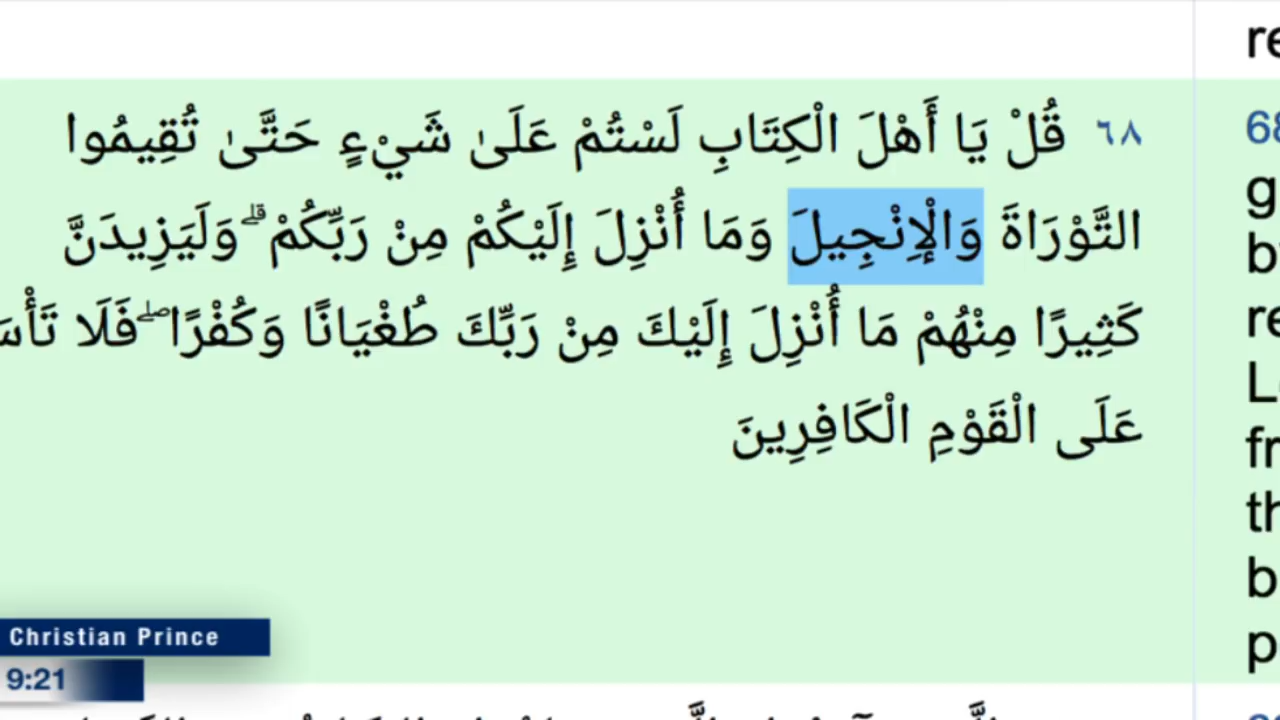 re
٦٨ قُلْ يَا أَهْلَ الْكِتَابِ لَسْتُمْ عَلَىٰ شَيْءٍ حَتَّىٰ تُقِيمُوا
68
التَّوْرَاةَ وَالْإِنْجِيلَ وَمَا أُنْزِلَ إِلَيْكُمْ مِنْ رَبِّكُمْ ۗ وَلَيَزِيدَنَّ
كَثِيرًا مِنْهُمْ مَا أُنْزِلَ إِلَيْكَ مِنْ رَبِّكَ طُغْيَانًا وَكُفْرًا ۖ فَلَا تَأْسَ
عَلَى الْقَوْمِ الْكَافِرِينَ
Christian Prince
9:21